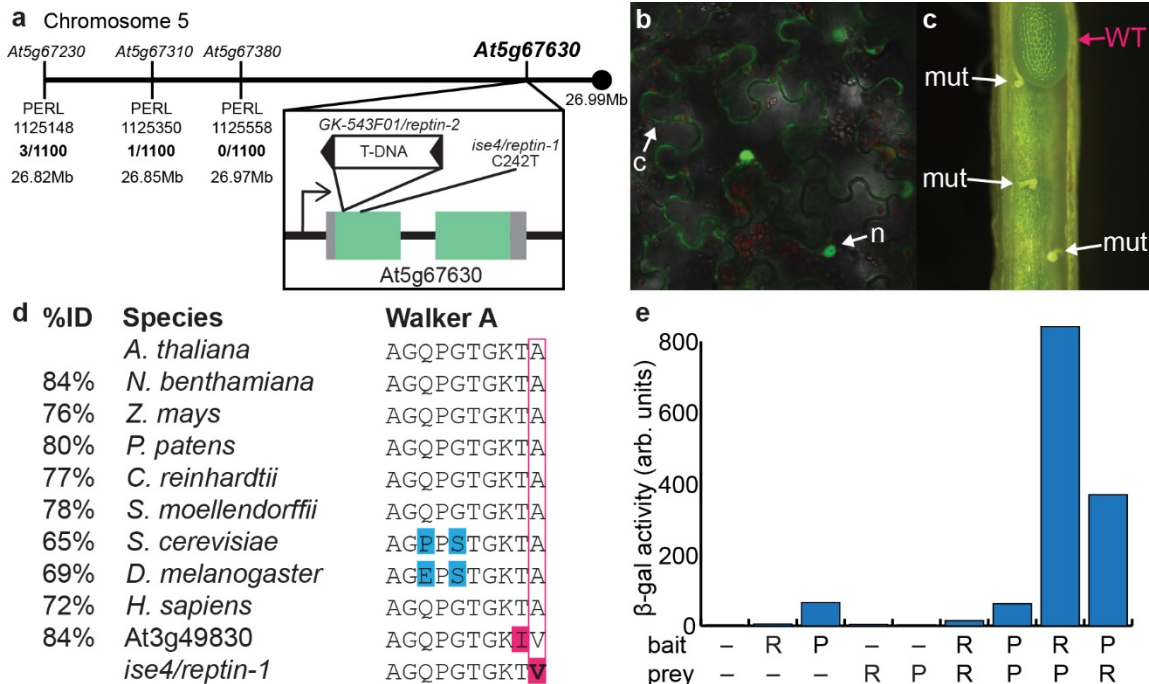 a Chromosome 5
At5g67230 At5g67310 At5g67380 At5g67630
PERL PERL PERL 26.99Mb
1125148 1125350 1125558
3/1100 1/1100 0/1100
26.82Mb 26.85Mb 26.97Mb
GK-543F01/reptin-2
T-DNA
ise4/reptin-1
C242T
At5g67630
b
c
n
c
WT
mut
mut
mut
d %ID Species Walker A
A. thaliana AGQPGTGKTA
84% N. benthamiana AGQPGTGKTA
76% Z. mays AGQPGTGKTA
80% P. patens AGQPGTGKTA
77% C. reinhardtii AGQPGTGKTA
78% S. moellendorffii AGQPGTGKTA
65% S. cerevisiae AGPPSTGKTA
69% D. melanogaster AGEPSTGKTA
72% H. sapiens AGQPGTGKTA
84% At3g49830 AGQPGTGKIV
ise4/reptin-1 AGQPGTGKTV
e
β-gal activity (arb. units)
800
600
400
200
0
bait – R P – – R P R P
prey – – – R P R P P R